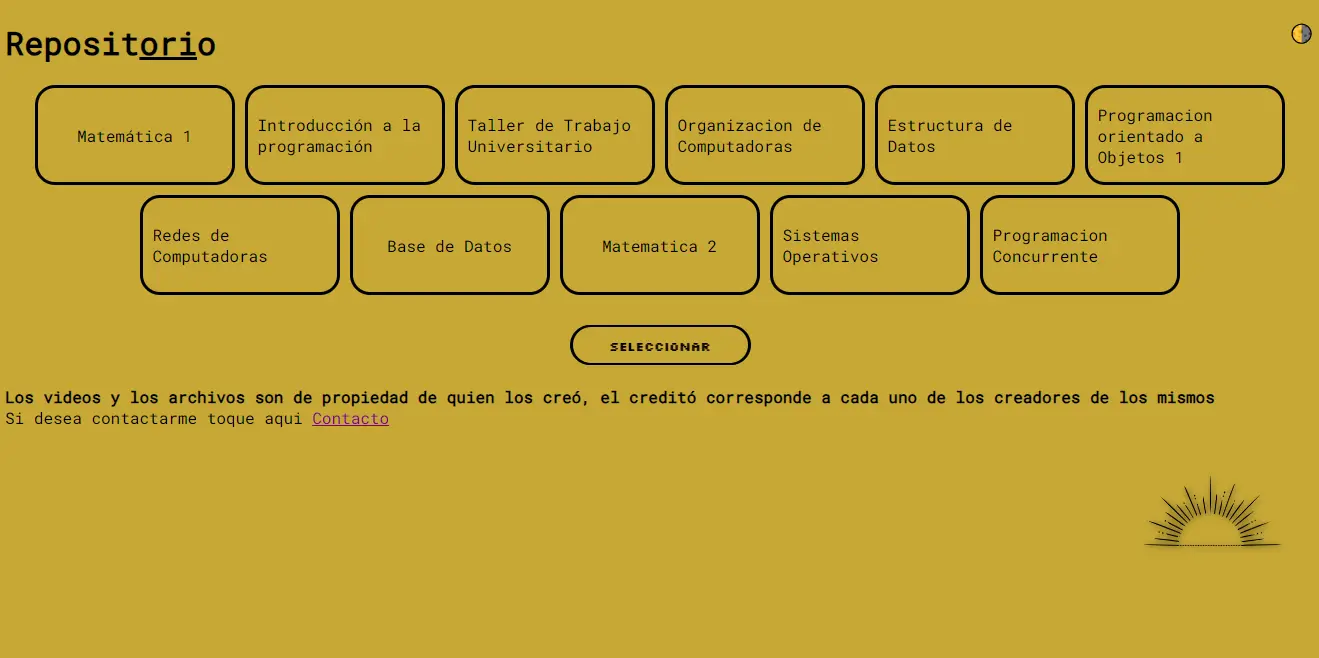 Repositorio
Matemática 1
Introducción a la
programación
Taller de Trabajo
Universitario
Organizacion de
Computadoras
Estructura de
Datos
Programacion
orientado a
Objetos 1
Redes de
Computadoras
Base de Datos
Matematica 2
Sistemas
Operativos
Programacion
Concurrente
SELECCIONAR
Los videos y los archivos son de propiedad de quien los creó, el creditó corresponde a cada uno de los creadores de los mismos
Si desea contactarme toque aqui Contacto